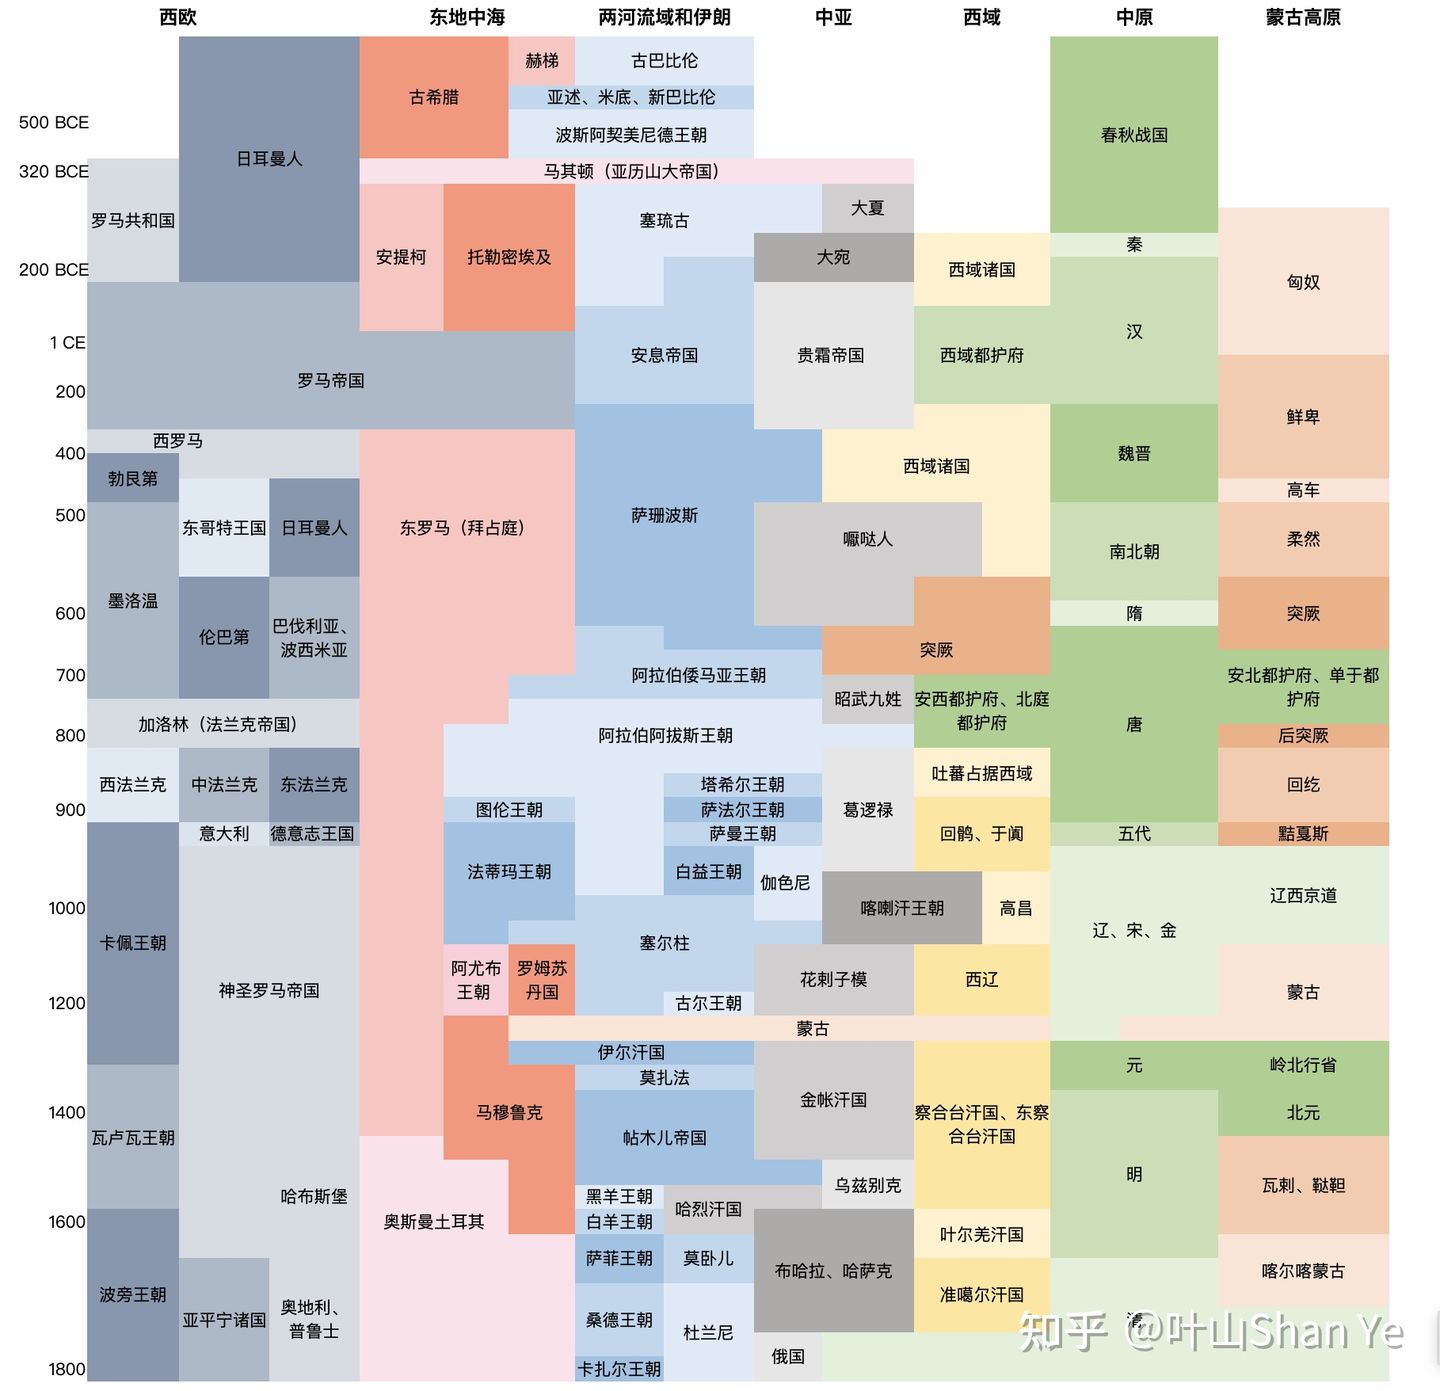 西欧
东地中海
两河流域和伊朗
中亚
西域
中原
蒙古高原
赫梯
古巴比伦
古希腊
亚述、米底、新巴比伦
500 BCE
波斯阿契美尼德王朝
春秋战国
日耳曼人
320 BCE
马其顿（亚历山大帝国）
罗马共和国
塞琉古
大夏
秦
安提柯
托勒密埃及
大宛
200 BCE
西域诸国
匈奴
汉
1 CE
安息帝国
贵霜帝国
西域都护府
罗马帝国
200
鲜卑
西罗马
400
魏晋
西域诸国
勃艮第
高车
500
东哥特王国
日耳曼人
东罗马（拜占庭）
萨珊波斯
嚈哒人
柔然
南北朝
墨洛温
600
隋
突厥
伦巴第
巴伐利亚、
波西米亚
突厥
700
阿拉伯倭马亚王朝
安北都护府、单于都
护府
昭武九姓
安西都护府、北庭
都护府
加洛林（法兰克帝国）
唐
800
阿拉伯阿拔斯王朝
后突厥
吐蕃占据西域
西法兰克
中法兰克
东法兰克
塔希尔王朝
回纥
900
图伦王朝
萨法尔王朝
葛逻禄
意大利
德意志王国
萨曼王朝
回鹘、于阗
五代
黠戛斯
法蒂玛王朝
白益王朝
伽色尼
辽西京道
1000
喀喇汗王朝
高昌
卡佩王朝
塞尔柱
辽、宋、金
阿尤布
王朝
罗姆苏
丹国
花剌子模
西辽
神圣罗马帝国
蒙古
1200
古尔王朝
蒙古
伊尔汗国
元
岭北行省
莫扎法
金帐汗国
1400
马穆鲁克
察合台汗国、东察
合台汗国
北元
瓦卢瓦王朝
帖木儿帝国
明
乌兹别克
瓦剌、鞑靼
哈布斯堡
黑羊王朝
哈烈汗国
1600
奥斯曼土耳其
白羊王朝
叶尔羌汗国
萨菲王朝
莫卧儿
布哈拉、哈萨克
喀尔喀蒙古
波旁王朝
准噶尔汗国
亚平宁诸国
奥地利、
普鲁士
桑德王朝
杜兰尼
清
知乎 @叶山Shan Ye
俄国
1800
卡扎尔王朝